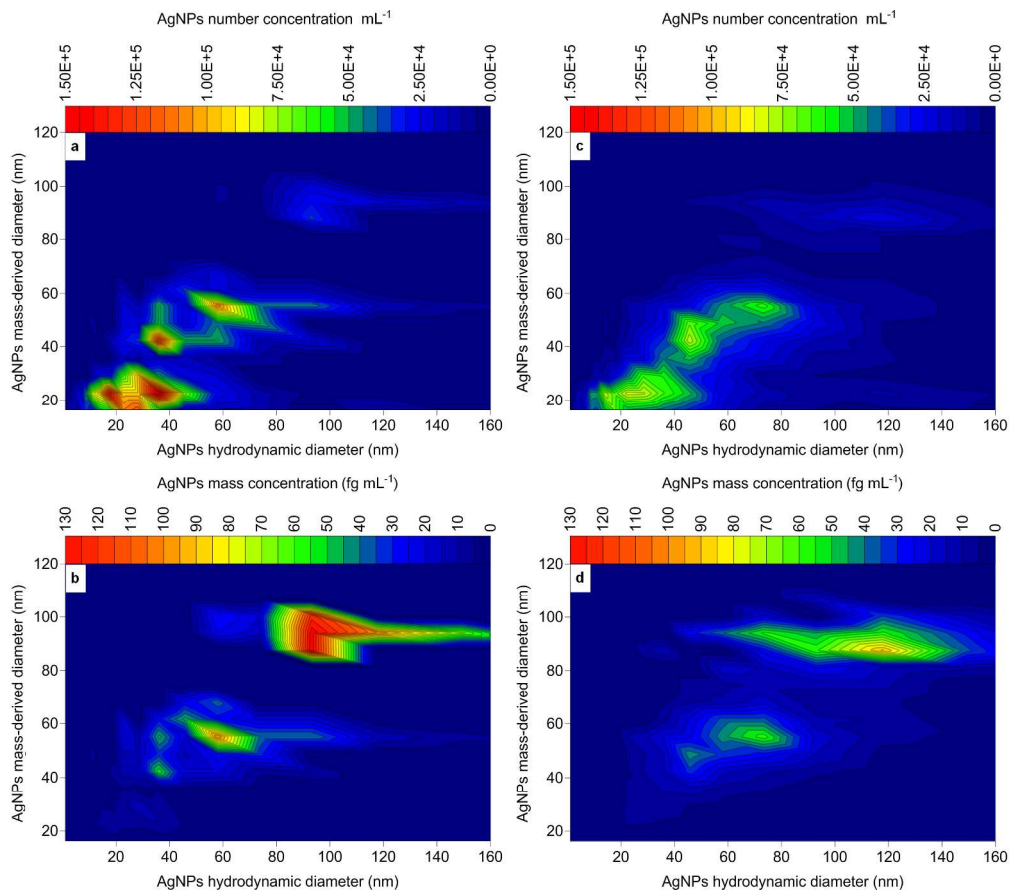 AgNPs number concentration mL-1
1.50E+5 1.25E+5 1.00E+5 7.50E+4 5.00E+4 2.50E+4 0.00E+0
a
AgNPs mass-derived diameter (nm)
120
100
80
60
40
20
20 40 60 80 100 120 140 160
AgNPs hydrodynamic diameter (nm)
AgNPs number concentration mL-1
1.50E+5 1.25E+5 1.00E+5 7.50E+4 5.00E+4 2.50E+4 0.00E+0
c
AgNPs mass-derived diameter (nm)
120
100
80
60
40
20
20 40 60 80 100 120 140 160
AgNPs hydrodynamic diameter (nm)
AgNPs mass concentration (fg mL-1)
130 120 110 100 90 80 70 60 50 40 30 20 10 0
b
AgNPs mass-derived diameter (nm)
120
100
80
60
40
20
20 40 60 80 100 120 140 160
AgNPs hydrodynamic diameter (nm)
AgNPs mass concentration (fg mL-1)
130 120 110 100 90 80 70 60 50 40 30 20 10 0
d
AgNPs mass-derived diameter (nm)
120
100
80
60
40
20
20 40 60 80 100 120 140 160
AgNPs hydrodynamic diameter (nm)